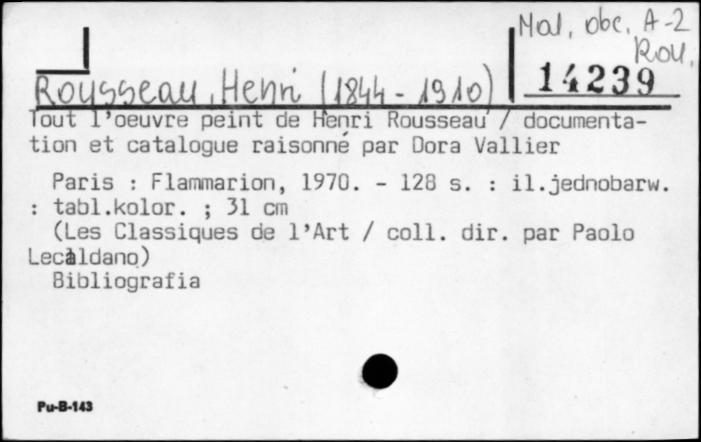 Mal. obc. A-2
Rou.
14239
Rousseau, Henri (1844 - 1910)
Tout l'oeuvre peint de Henri Rousseau / documenta-
tion et catalogue raisonné par Dora Vallier
Paris : Flammarion, 1970. - 128 s. : il.jednobarw.
: tabl.kolor. ; 31 cm
(Les Classiques de l'Art / coll. dir. par Paolo
Lecaldano)
Bibliografia
Pu-B-143